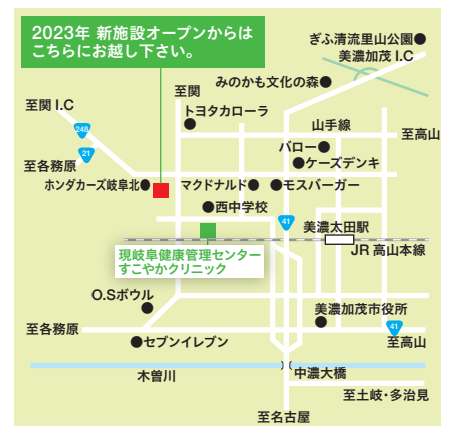 2023年 新施設オープンからは
こちらにお越し下さい。
ぎふ清流里山公園
美濃加茂 I.C
みのかも文化の森
至関 I.C
至関
トヨタカローラ
248
山手線
至高山
21
バロー
ケーズデンキ
至各務原
ホンダカーズ岐阜北
マクドナルド
モスバーガー
西中学校
41
美濃太田駅
JR 高山本線
現岐阜健康管理センター
すこやかクリニック
O.Sボウル
美濃加茂市役所
至各務原
41
セブンイレブン
至高山
木曽川
中濃大橋
至土岐・多治見
至名古屋